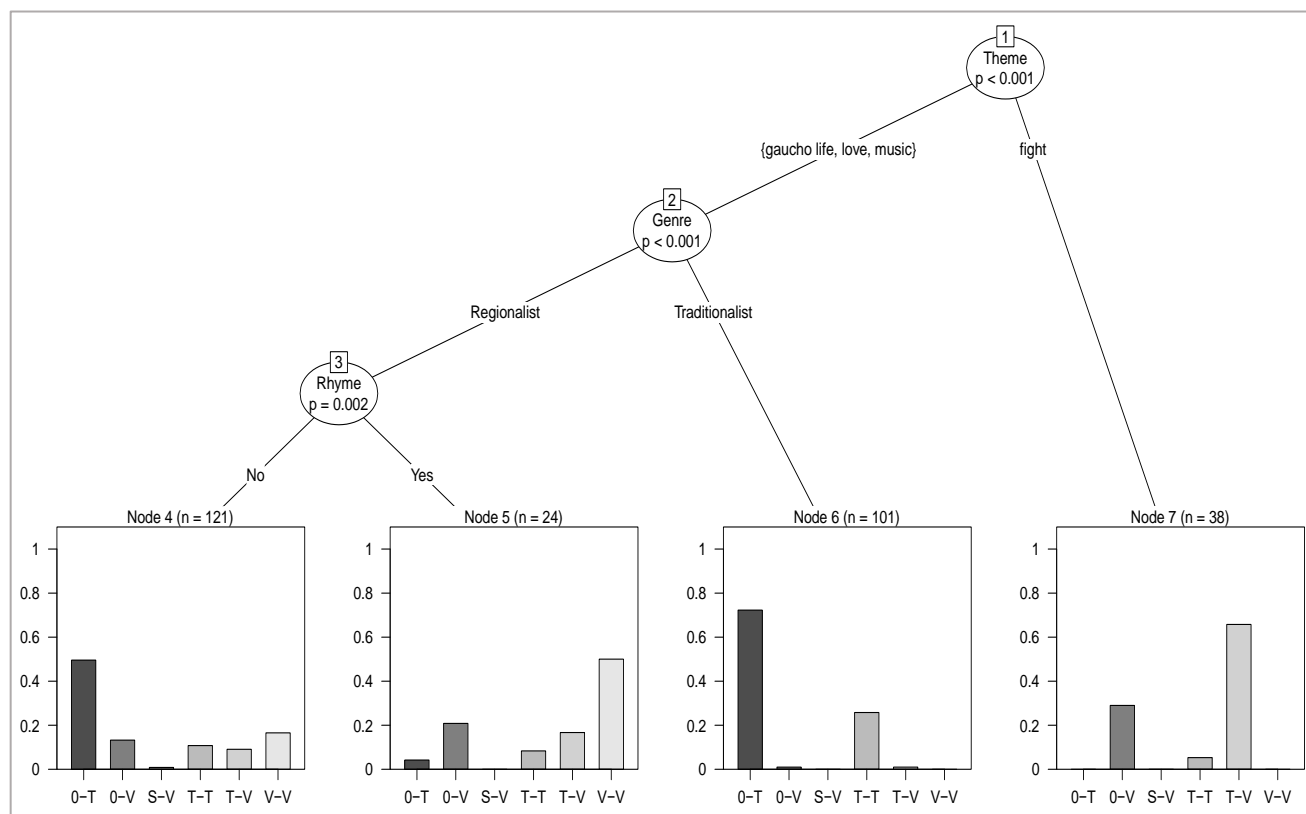 1
Theme
p < 0.001
{gaucho life, love, music}
fight
2
Genre
p < 0.001
Regionalist
Traditionalist
3
Rhyme
p = 0.002
No
Yes
Node 4 (n = 121)
1
0.8
0.6
0.4
0.2
0
0−T 0−V S−V T−T T−V V−V
Node 5 (n = 24)
1
0.8
0.6
0.4
0.2
0
0−T 0−V S−V T−T T−V V−V
Node 6 (n = 101)
1
0.8
0.6
0.4
0.2
0
0−T 0−V S−V T−T T−V V−V
Node 7 (n = 38)
1
0.8
0.6
0.4
0.2
0
0−T 0−V S−V T−T T−V V−V